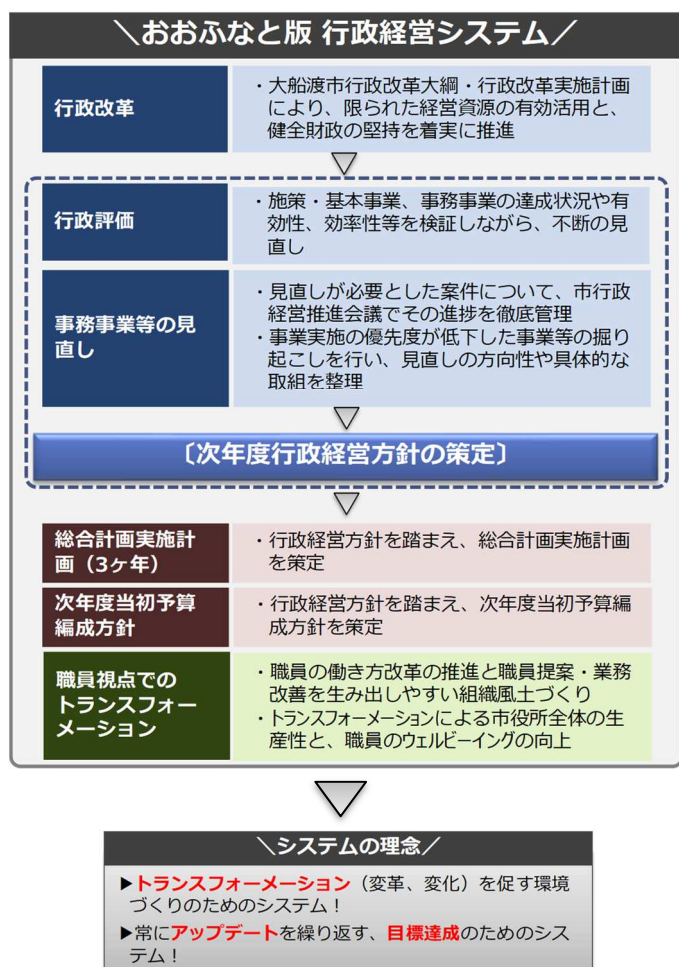 ＼おおふなと版 行政経営システム／
行政改革
・大船渡市行政改革大綱・行政改革実施計画
により、限られた経営資源の有効活用と、
健全財政の堅持を着実に推進
行政評価
・施策・基本事業、事務事業の達成状況や有
効性、効率性等を検証しながら、不断の見
直し
事務事業等の見
直し
・見直しが必要とした案件について、市行政
経営推進会議でその進捗を徹底管理
・事業実施の優先度が低下した事業等の掘り
起こしを行い、見直しの方向性や具体的な
取組を整理
〔次年度行政経営方針の策定〕
総合計画実施計
画（3ヶ年）
・行政経営方針を踏まえ、総合計画実施計画
を策定
次年度当初予算
編成方針
・行政経営方針を踏まえ、次年度当初予算編
成方針を策定
職員視点での
トランスフォー
メーション
・職員の働き方改革の推進と職員提案・業務
改善を生み出しやすい組織風土づくり
・トランスフォーメーションによる市役所全体の生
産性と、職員のウェルビーイングの向上
＼システムの理念／
▶トランスフォーメーション（変革、変化）を促す環境
づくりのためのシステム！
▶常にアップデートを繰り返す、目標達成のためのシス
テム！